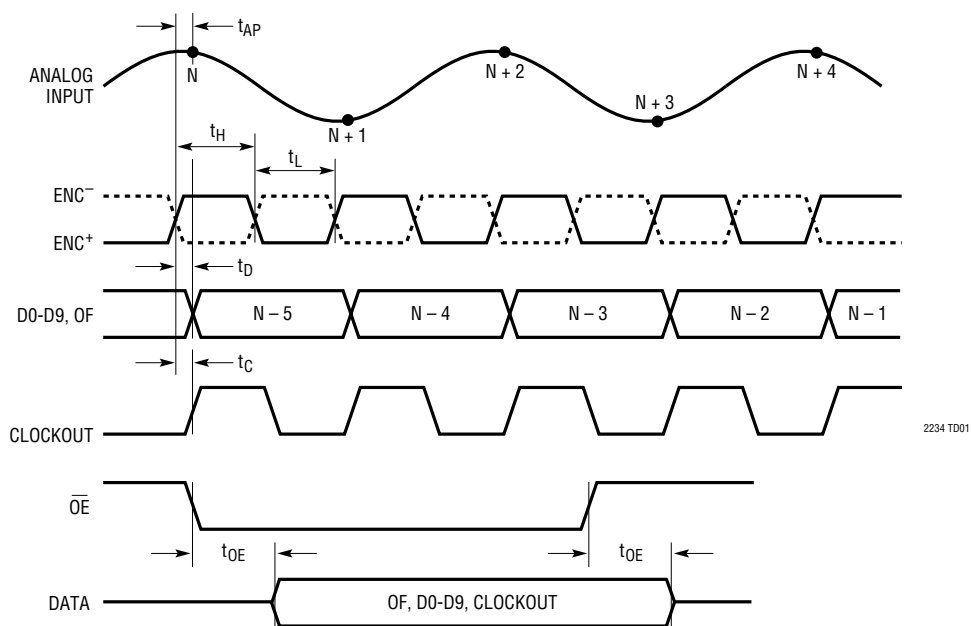 tAP
ANALOG
INPUT
N
N + 1
N + 2
N + 3
N + 4
tH
tL
ENC–
ENC+
tD
D0-D9, OF
N – 5
N – 4
N – 3
N – 2
N – 1
tC
CLOCKOUT
2234 TD01
OE
tOE
tOE
DATA
OF, D0-D9, CLOCKOUT